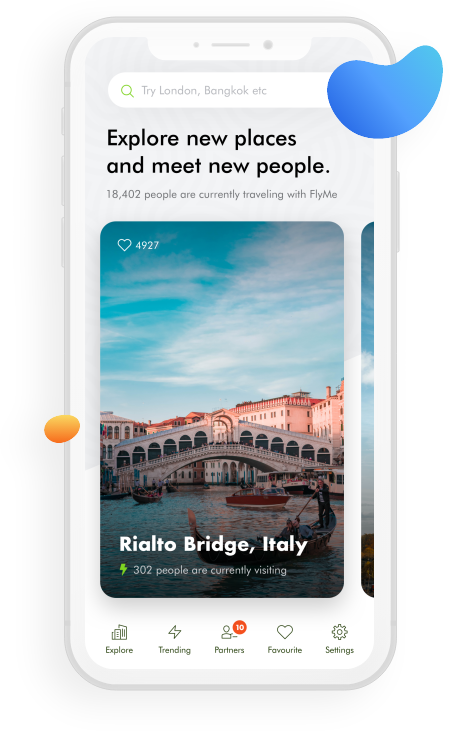 Try London, Bangkok etc
Explore new places
and meet new people.
18,402 people are currently traveling with FlyMe
4927
Rialto Bridge, Italy
302 people are currently visiting
10
Explore Trending Partners Favourite Settings